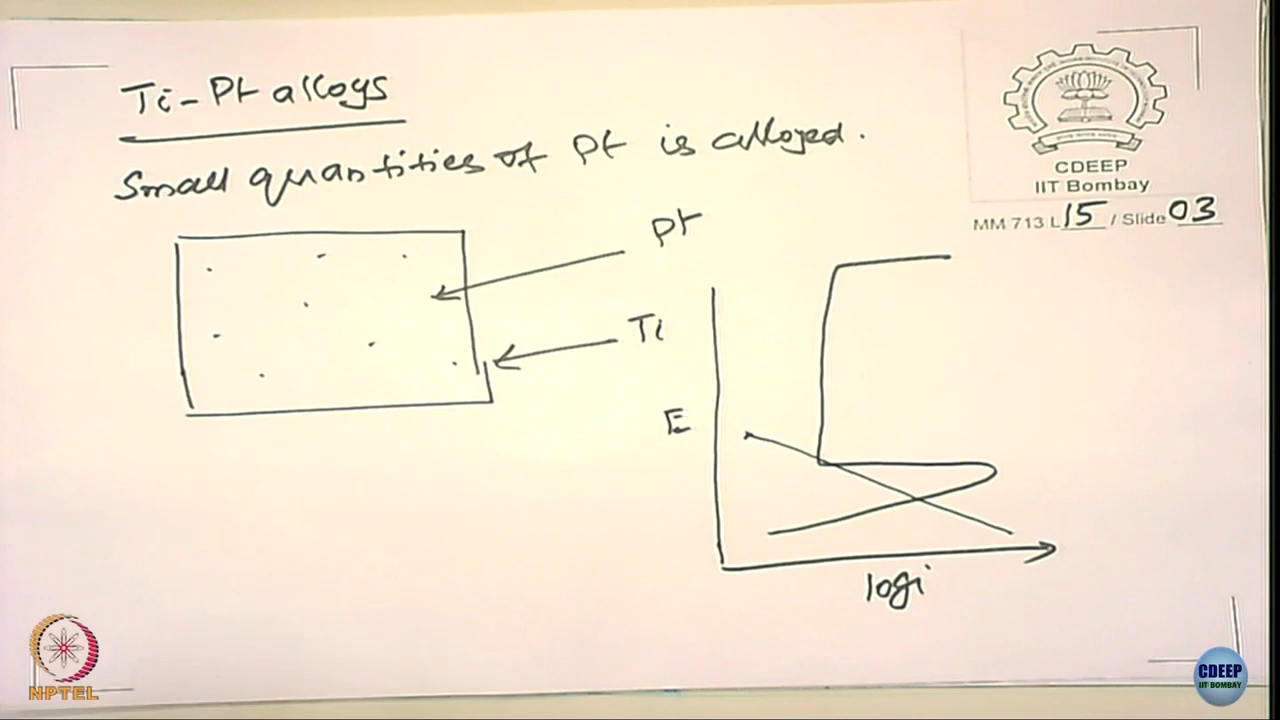 Ti-Pt alloys
Small quantities of Pt is alloyed.
CDEEP
IIT Bombay
MM 713 L 15 / Slide 03
Pt
Ti
E
log i
NPTEL
CDEEP
IIT BOMBAY